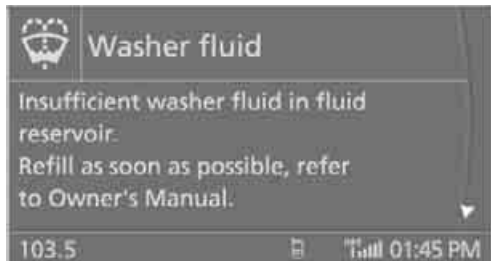 Washer fluid
Insufficient washer fluid in fluid
reservoir.
Refill as soon as possible, refer
to Owner's Manual.
103.5 01:45 PM